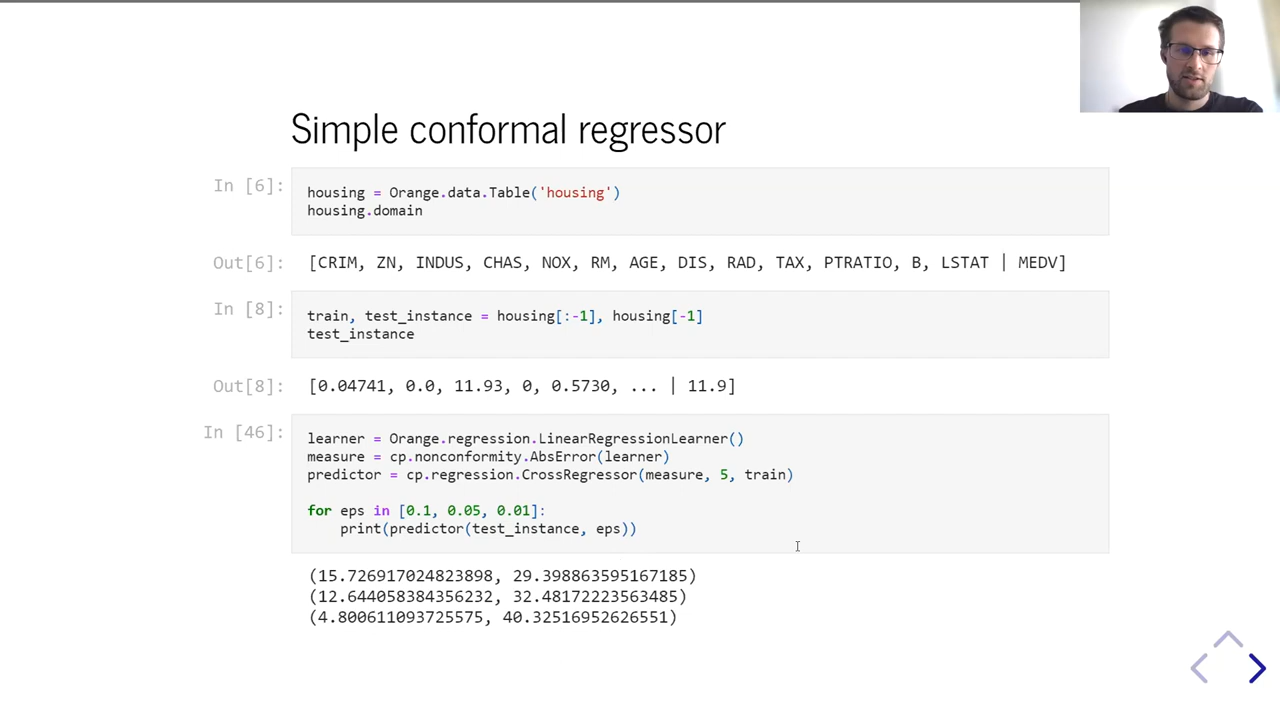 Simple conformal regressor
In [6]:
housing = Orange.data.Table('housing')
housing.domain
Out[6]:
[CRIM, ZN, INDUS, CHAS, NOX, RM, AGE, DIS, RAD, TAX, PTRATIO, B, LSTAT | MEDV]
In [8]:
train, test_instance = housing[:-1], housing[-1]
test_instance
Out[8]:
[0.04741, 0.0, 11.93, 0, 0.5730, ... | 11.9]
In [46]:
learner = Orange.regression.LinearRegressionLearner()
measure = cp.nonconformity.AbsError(learner)
predictor = cp.regression.CrossRegressor(measure, 5, train)
for eps in [0.1, 0.05, 0.01]:
print(predictor(test_instance, eps))
(15.726917024823898, 29.398863595167185)
(12.644058384356232, 32.48172223563485)
(4.800611093725575, 40.32516952626551)